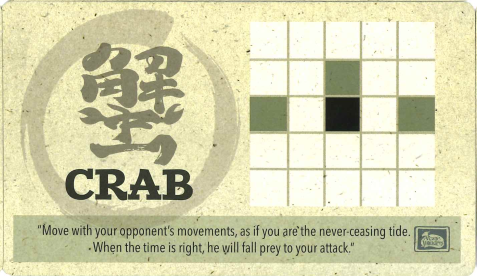 蟹
CRAB
"Move with your opponent's movements, as if you are the never-ceasing tide.
When the time is right, he will fall prey to your attack."